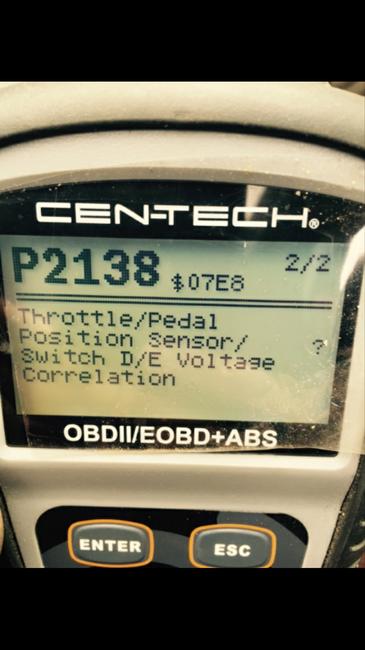 CEN-TECH®
P2138 $07E8 2/2
Throttle/Pedal
Position Sensor/ ?
Switch D/E Voltage
Correlation
OBDII/EOBD+ABS
ENTER ESC